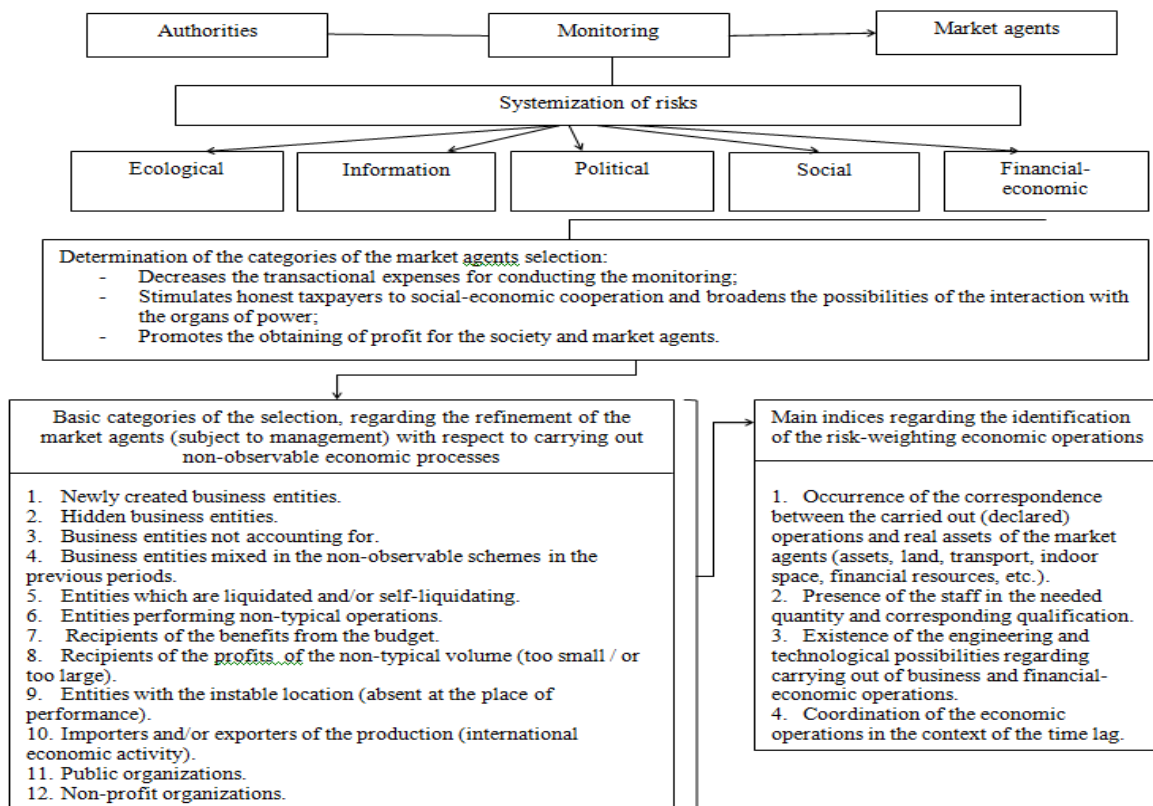 Authorities
Monitoring
Market agents
Systemization of risks
Ecological
Information
Political
Social
Financial-
economic
Determination of the categories of the market agents selection:
- Decreases the transactional expenses for conducting the monitoring;
- Stimulates honest taxpayers to social-economic cooperation and broadens the possibilities of the interaction with
the organs of power;
- Promotes the obtaining of profit for the society and market agents.
Basic categories of the selection, regarding the refinement of the
market agents (subject to management) with respect to carrying out
non-observable economic processes
1. Newly created business entities.
2. Hidden business entities.
3. Business entities not accounting for.
4. Business entities mixed in the non-observable schemes in the
previous periods.
5. Entities which are liquidated and/or self-liquidating.
6. Entities performing non-typical operations.
7. Recipients of the benefits from the budget.
8. Recipients of the profits of the non-typical volume (too small / or
too large).
9. Entities with the instable location (absent at the place of
performance).
10. Importers and/or exporters of the production (international
economic activity).
11. Public organizations.
12. Non-profit organizations.
Main indices regarding the identification
of the risk-weighting economic operations
1. Occurrence of the correspondence
between the carried out (declared)
operations and real assets of the market
agents (assets, land, transport, indoor
space, financial resources, etc.).
2. Presence of the staff in the needed
quantity and corresponding qualification.
3. Existence of the engineering and
technological possibilities regarding
carrying out of business and financial-
economic operations.
4. Coordination of the economic
operations in the context of the time lag.